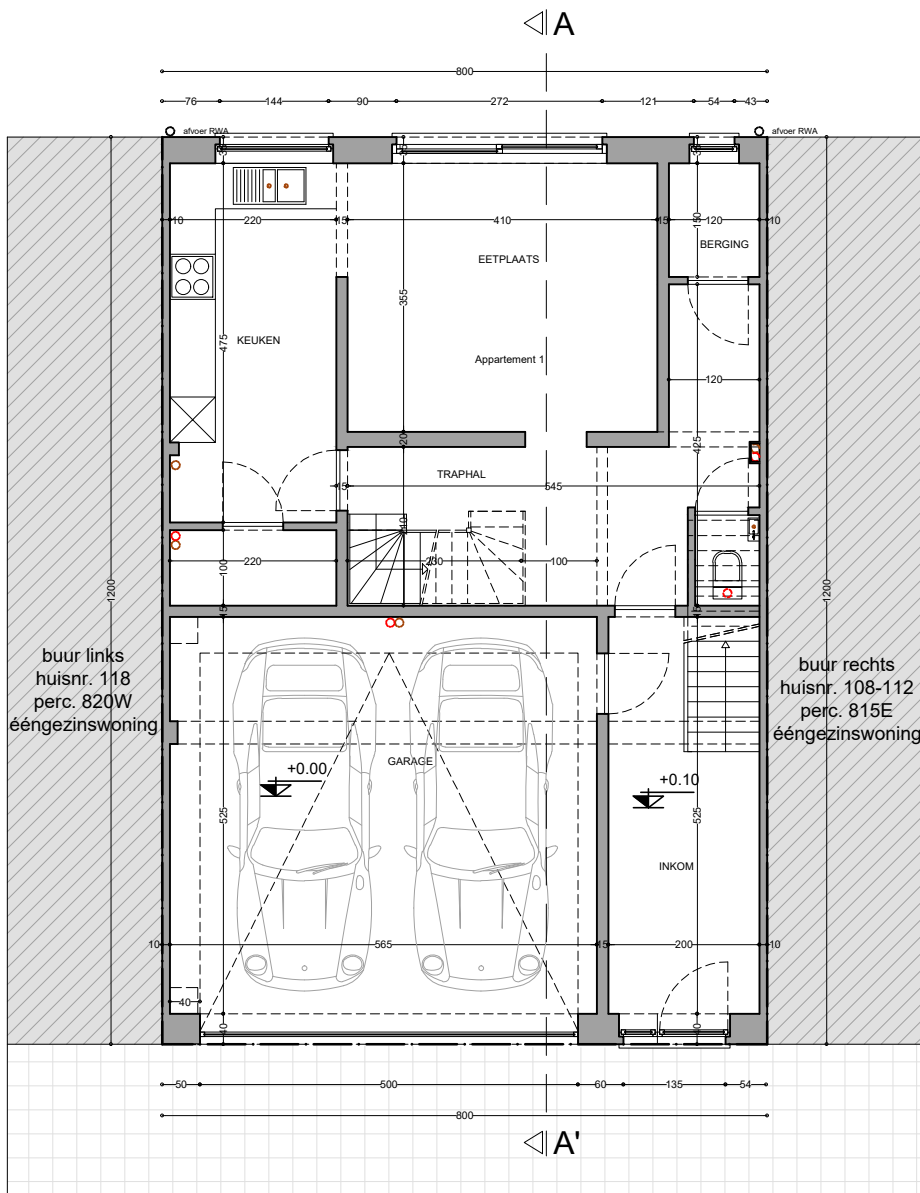 A
800
76 144 90 272 121 54 43
afvoer RWA
afvoer RWA
10 220 15 410 15 120 10
150
BERGING
EETPLAATS
355
KEUKEN
475
Appartement 1
120
20
425
TRAPHAL
15 545
220
100
230
100
1200
1200
15
15
buur links
huisnr. 118
perc. 820W
ééngezinswoning
buur rechts
huisnr. 108-112
perc. 815E
ééngezinswoning
GARAGE
+0.00
+0.10
525
525
INKOM
10 565 15 200 10
40
40
40
50 500 60 135 54
800
A'